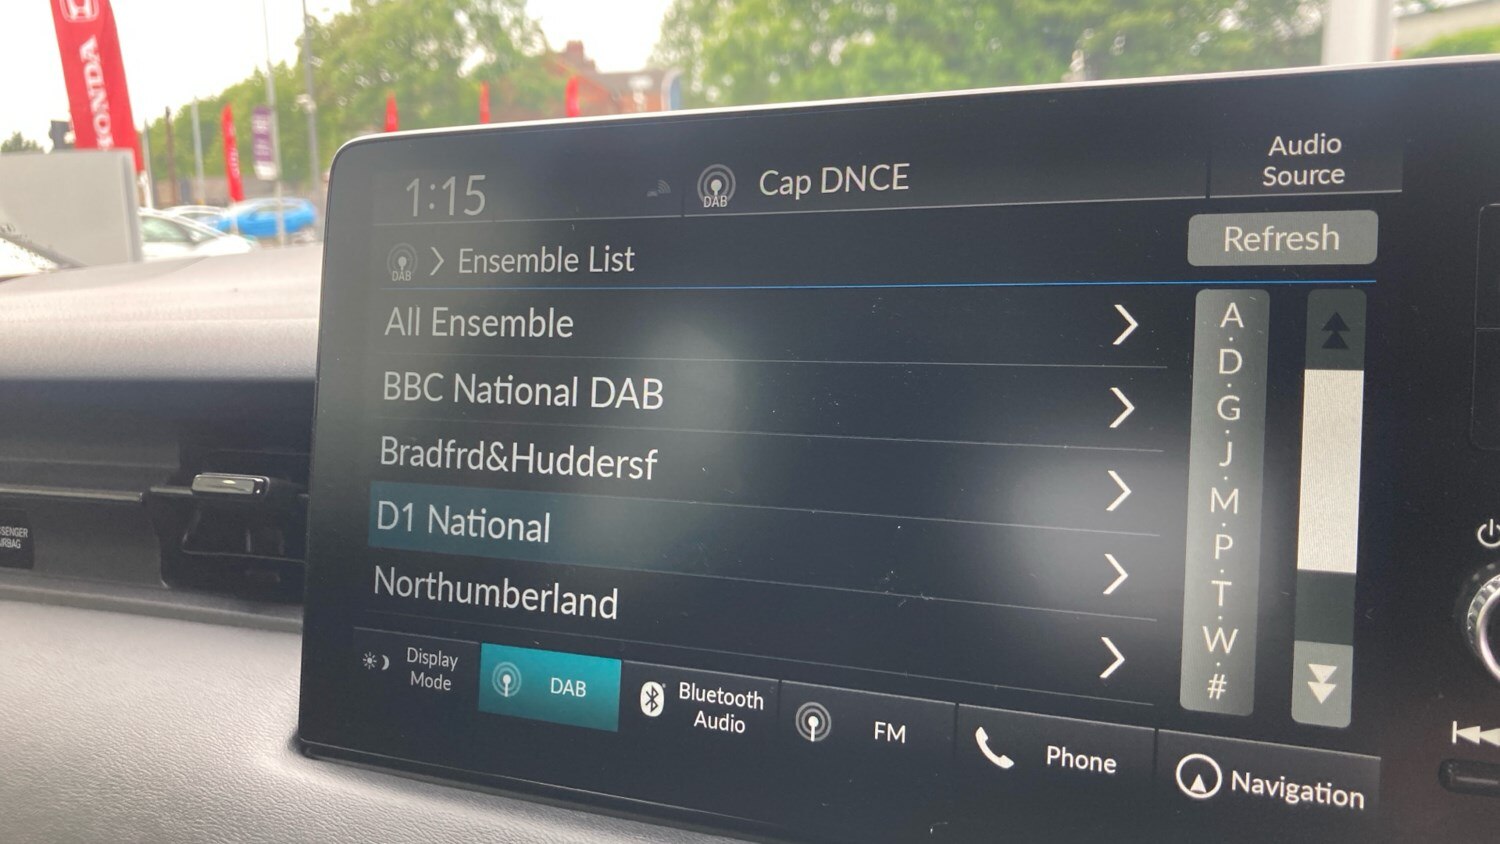 HONDA
1:15
DAB
Cap DNCE
Audio
Source
DAB
Ensemble List
Refresh
All Ensemble
BBC National DAB
Bradfrd&Huddersf
D1 National
Northumberland
A
D
G
J
M
P
T
W
#
Display
Mode
DAB
Bluetooth
Audio
FM
Phone
Navigation